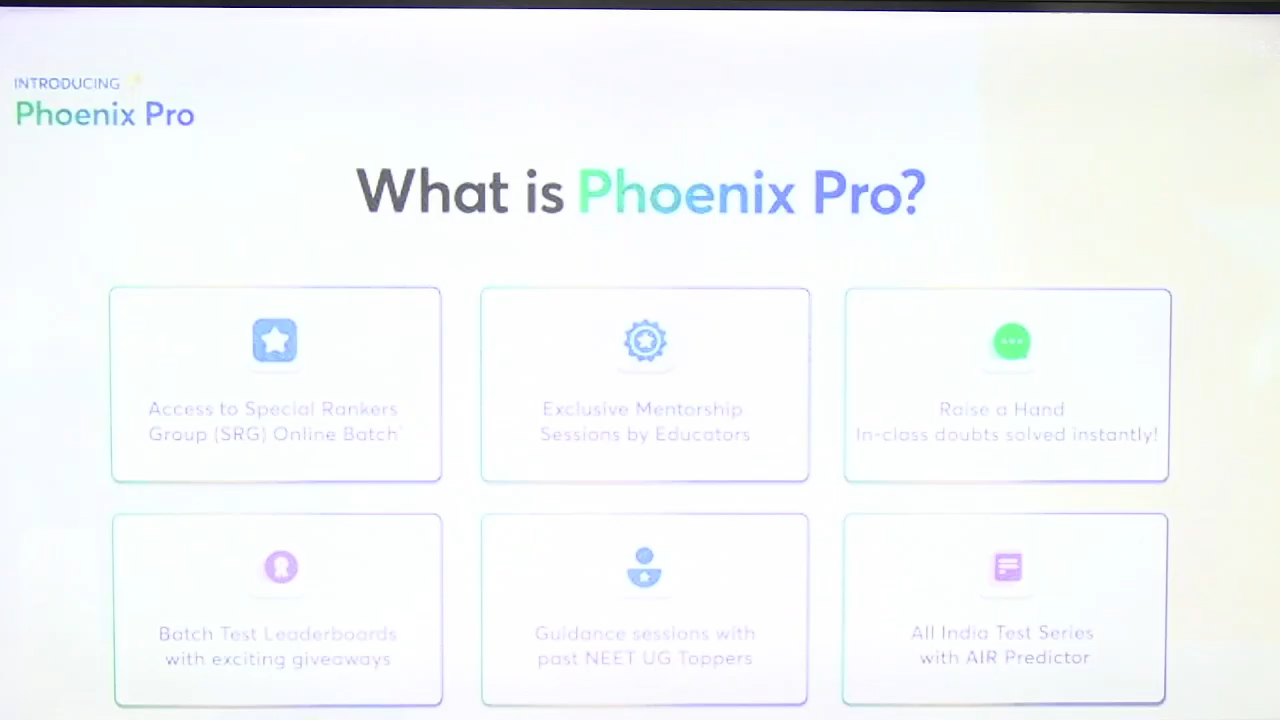 INTRODUCING
Phoenix Pro
What is Phoenix Pro?
Access to Special Rankers
Group (SRG) Online Batch*
Exclusive Mentorship
Sessions by Educators
Raise a Hand
In-class doubts solved instantly!
Batch Test Leaderboards
with exciting giveaways
Guidance sessions with
past NEET UG Toppers
All India Test Series
with AIR Predictor